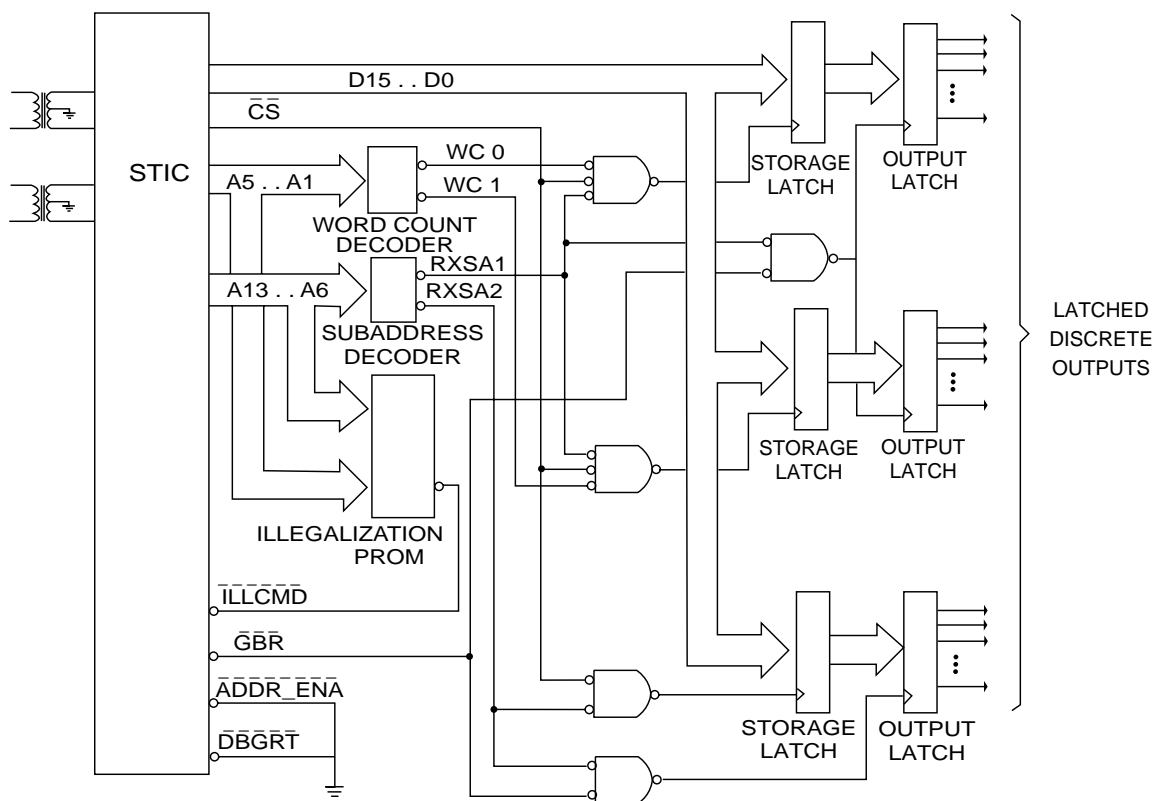 D15 . . D0
CS
STIC
A5 . . A1
WC 0
WC 1
WORD COUNT
DECODER
RXSA1
RXSA2
A13 . . A6
SUBADDRESS
DECODER
ILLEGALIZATION
PROM
ILLCMD
GBR
ADDR_ENA
DBGRT
STORAGE
LATCH
OUTPUT
LATCH
STORAGE
LATCH
OUTPUT
LATCH
STORAGE
LATCH
OUTPUT
LATCH
LATCHED
DISCRETE
OUTPUTS